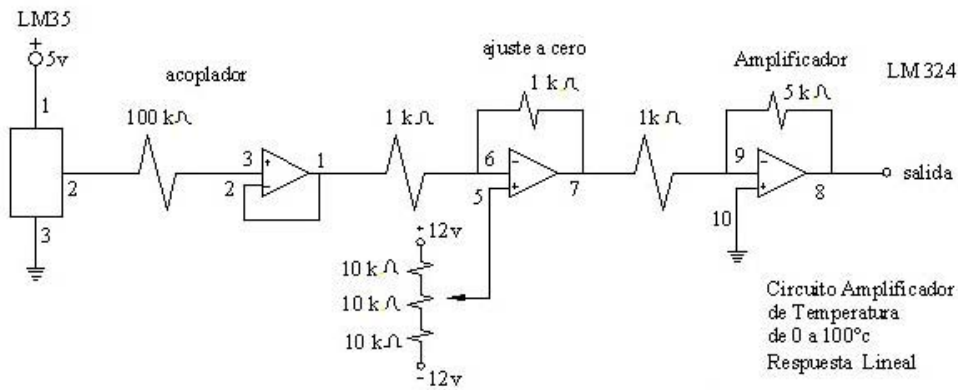 LM35
+
5v
1
2
3
acoplador
100 kΩ
3
+
2
−
1
1 kΩ
ajuste a cero
1 kΩ
6
−
5
+
7
+12v
10 kΩ
10 kΩ
10 kΩ
-12v
1kΩ
Amplificador
5 kΩ
LM 324
9
−
10
+
8
salida
Circuito Amplificador
de Temperatura
de 0 a 100°c
Respuesta Lineal